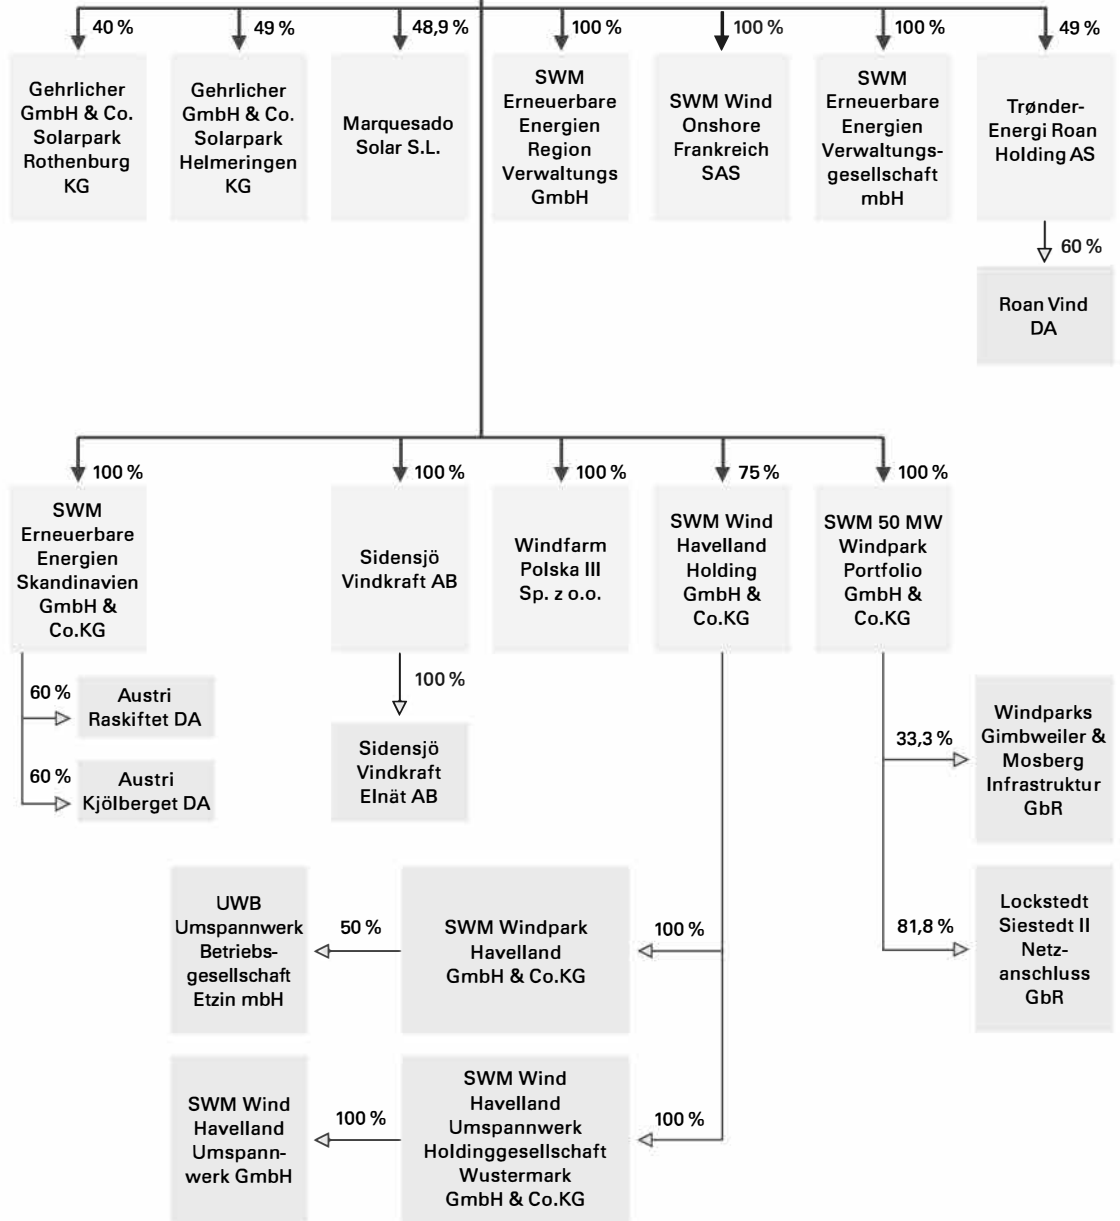 40 %
49 %
48,9 %
100 %
100 %
100 %
49 %
Gehrlicher
GmbH & Co.
Solarpark
Rothenburg
KG
Gehrlicher
GmbH & Co.
Solarpark
Helmeringen
KG
Marquesado
Solar S.L.
SWM
Erneuerbare
Energien
Region
Verwaltungs
GmbH
SWM Wind
Onshore
Frankreich
SAS
SWM
Erneuerbare
Energien
Verwaltungs-
gesellschaft
mbH
Trønder-
Energi Roan
Holding AS
60 %
Roan Vind
DA
100 %
100 %
100 %
75 %
100 %
SWM
Erneuerbare
Energien
Skandinavien
GmbH &
Co.KG
Sidensjö
Vindkraft AB
Windfarm
Polska III
Sp. z o.o.
SWM Wind
Havelland
Holding
GmbH &
Co.KG
SWM 50 MW
Windpark
Portfolio
GmbH &
Co.KG
60 %
Austri
Raskiftet DA
60 %
Austri
Kjölberget DA
100 %
Sidensjö
Vindkraft
Elnät AB
33,3 %
Windparks
Gimbweiler &
Mosberg
Infrastruktur
GbR
81,8 %
Lockstedt
Siestedt II
Netz-
anschluss
GbR
UWB
Umspannwerk
Betriebs-
gesellschaft
Etzin mbH
50 %
SWM Windpark
Havelland
GmbH & Co.KG
100 %
SWM Wind
Havelland
Umspann-
werk GmbH
100 %
SWM Wind
Havelland
Umspannwerk
Holdinggesellschaft
Wustermark
GmbH & Co.KG
100 %